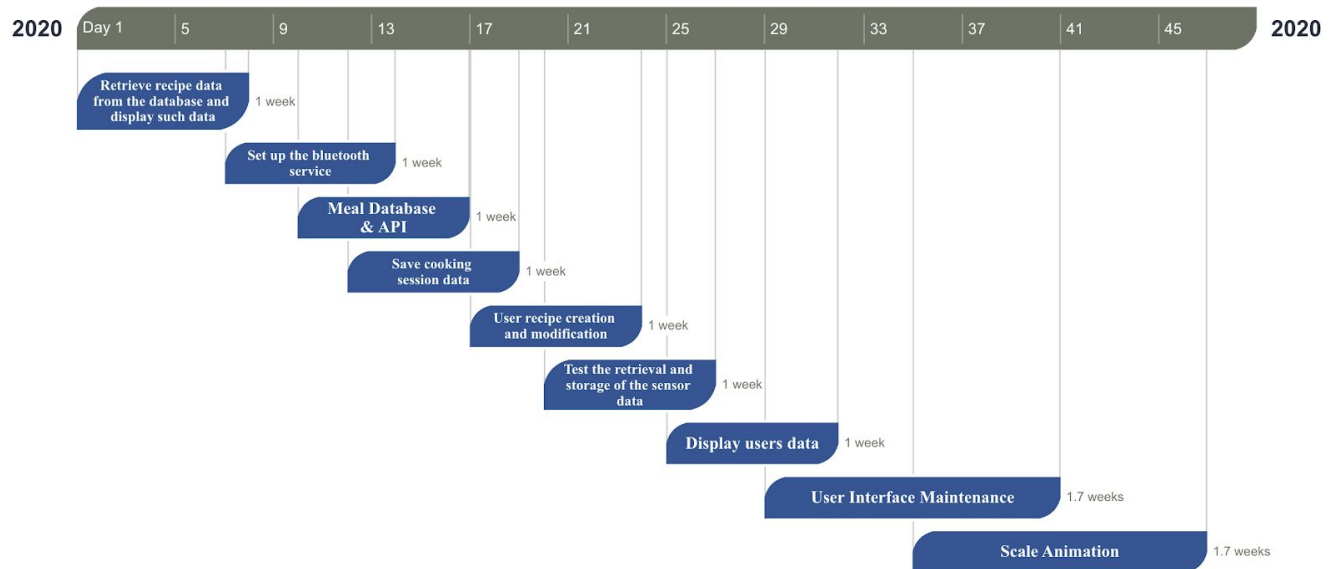 2020 Day 1 5 9 13 17 21 25 29 33 37 41 45 2020
Retrieve recipe data
from the database and
display such data
1 week
Set up the bluetooth
service
1 week
Meal Database
& API
1 week
Save cooking
session data
1 week
User recipe creation
and modification
1 week
Test the retrieval and
storage of the sensor
data
1 week
Display users data
1 week
User Interface Maintenance
1.7 weeks
Scale Animation
1.7 weeks